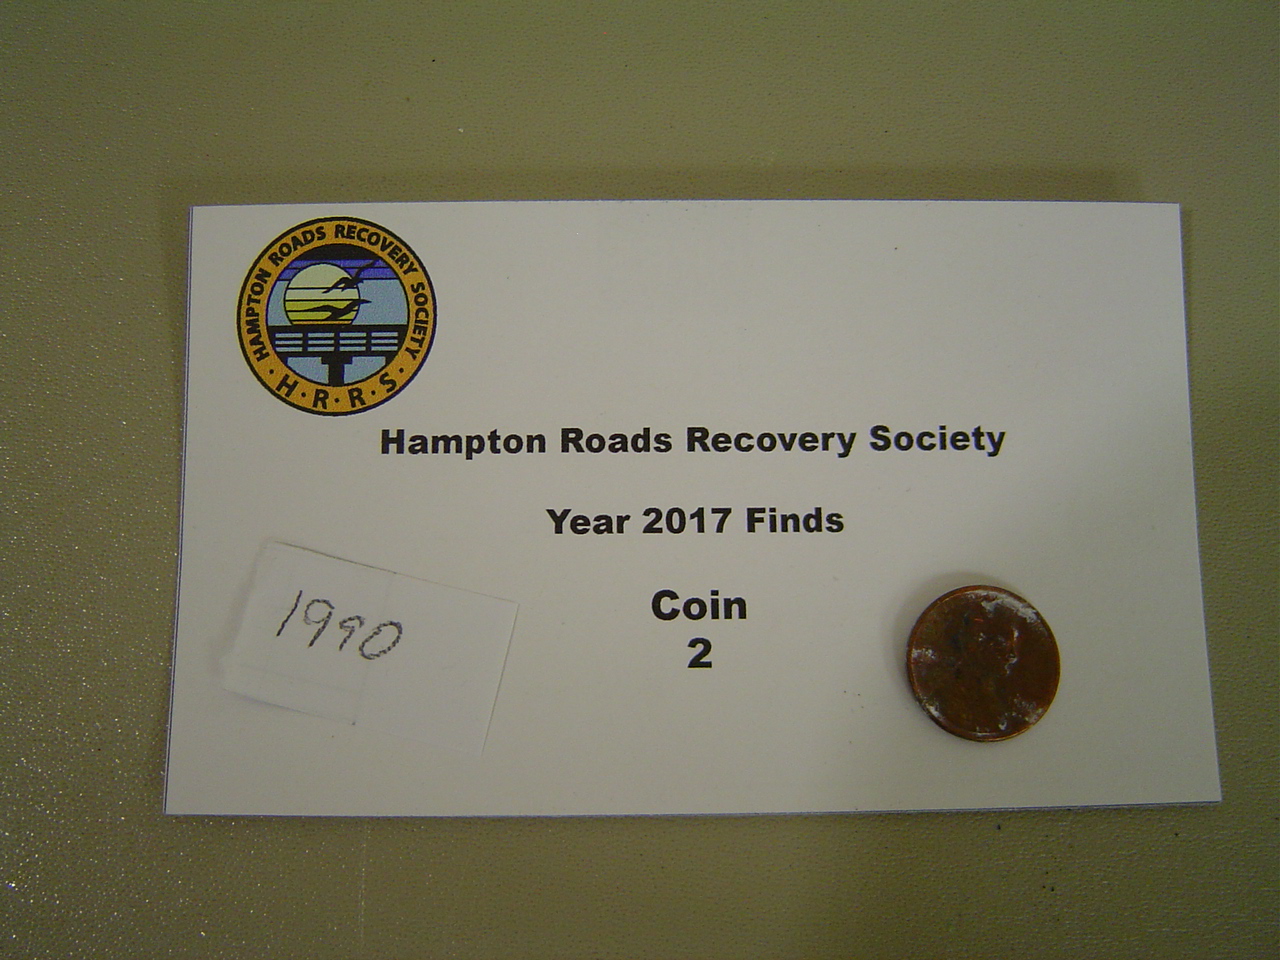 HAMPTON ROADS RECOVERY SOCIETY
· H · R · R · S ·
Hampton Roads Recovery Society
Year 2017 Finds
Coin
2
1990